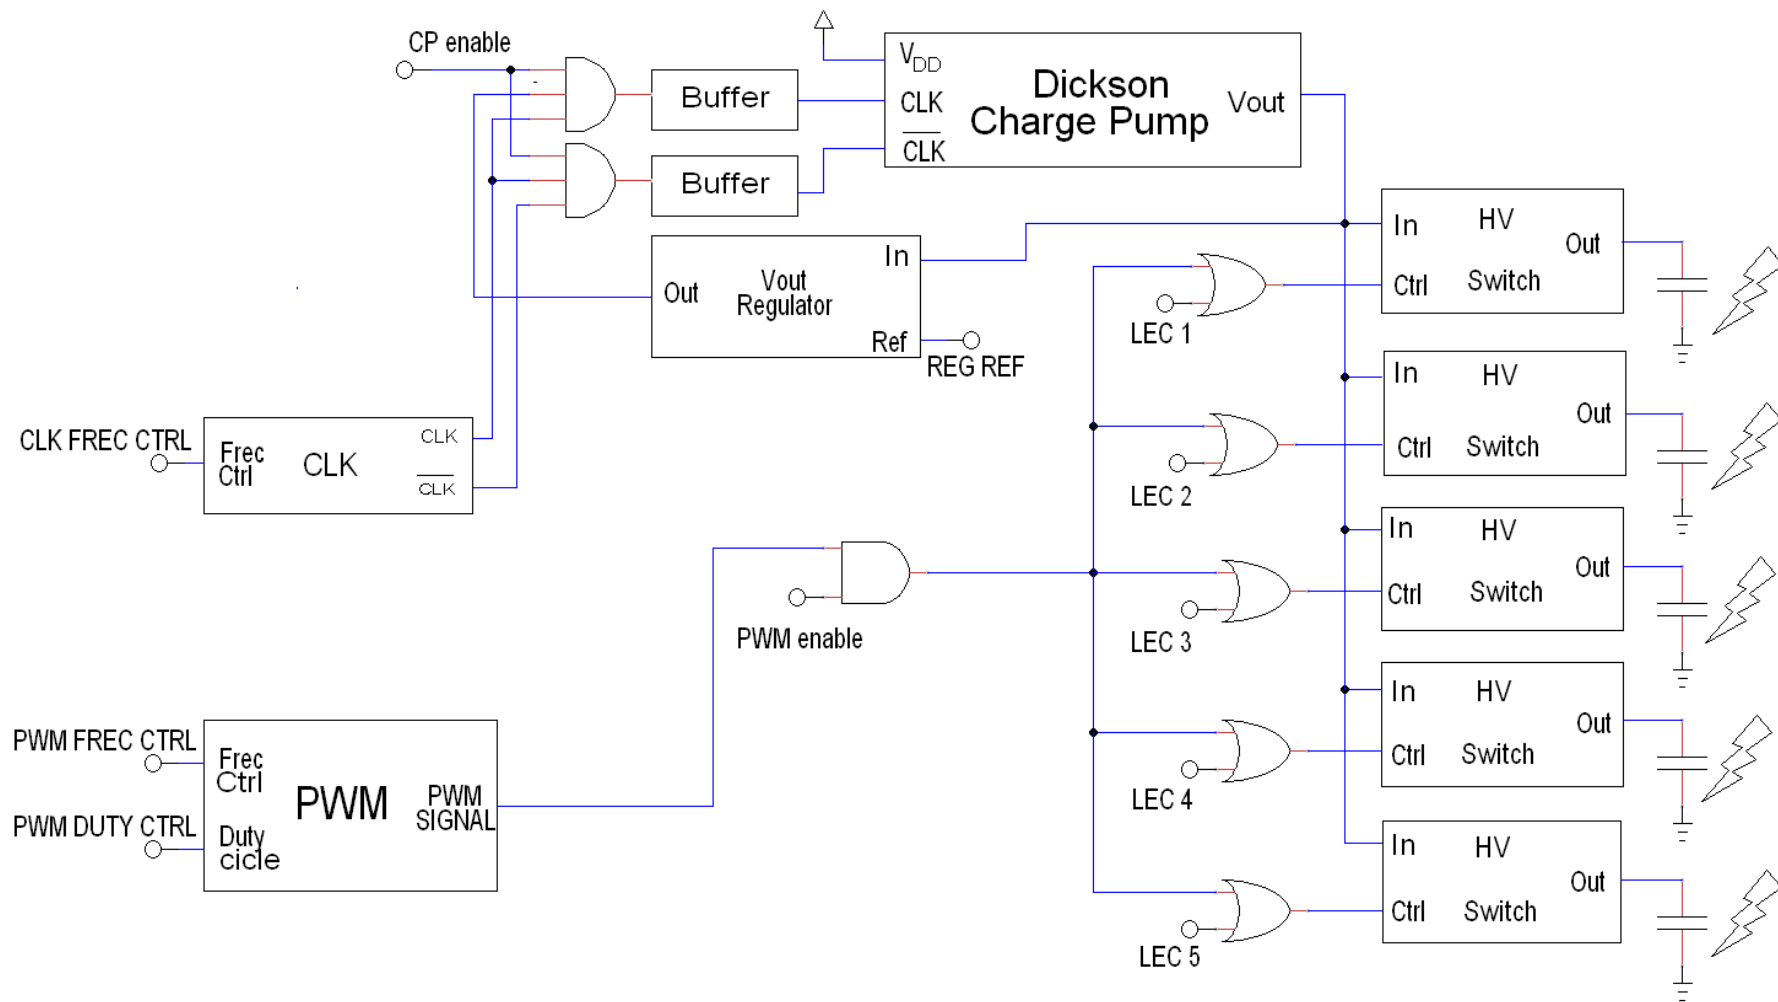 CP enable
Buffer
Buffer
VDD
CLK
CLK
Dickson
Charge Pump
Vout
Out
Vout
Regulator
In
Ref
REG REF
CLK FREC CTRL
Frec
Ctrl
CLK
CLK
CLK
PWM enable
PWM FREC CTRL
PWM DUTY CTRL
Frec
Ctrl
Duty
cicle
PWM
PWM
SIGNAL
LEC 1
In
Ctrl
HV
Switch
Out
LEC 2
In
Ctrl
HV
Switch
Out
LEC 3
In
Ctrl
HV
Switch
Out
LEC 4
In
Ctrl
HV
Switch
Out
LEC 5
In
Ctrl
HV
Switch
Out